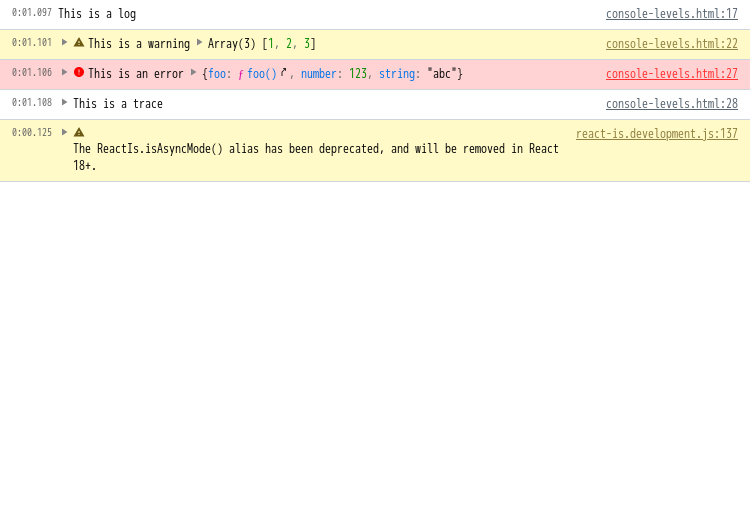 0:01.097 This is a log console-levels.html:17
0:01.101 This is a warning Array(3) [1, 2, 3] console-levels.html:22
0:01.106 This is an error {foo: ƒ foo(), number: 123, string: "abc"} console-levels.html:27
0:01.108 This is a trace console-levels.html:28
0:00.125 react-is.development.js:137
The ReactIs.isAsyncMode() alias has been deprecated, and will be removed in React
18+.